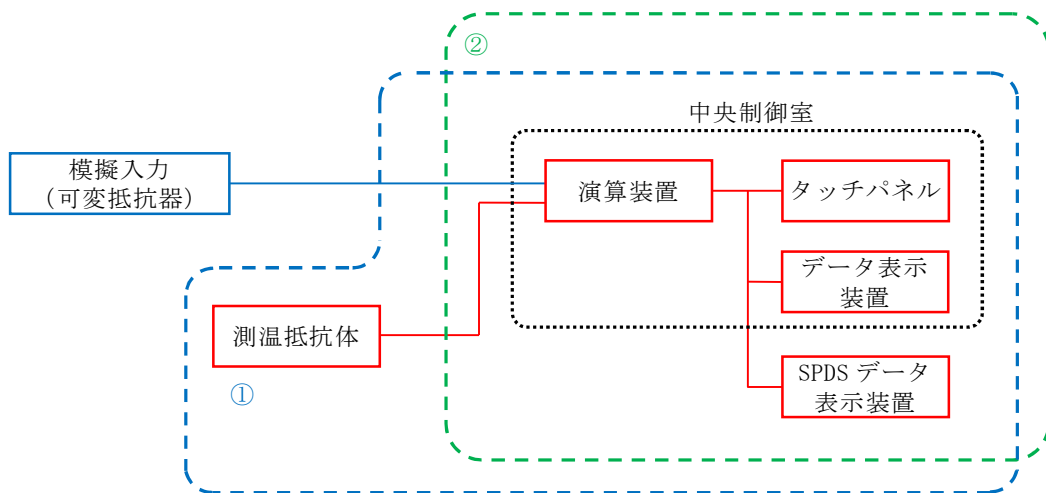 ②
中央制御室
模擬入力
（可変抵抗器）
演算装置
タッチパネル
データ表示
装置
測温抵抗体
SPDS データ
表示装置
①